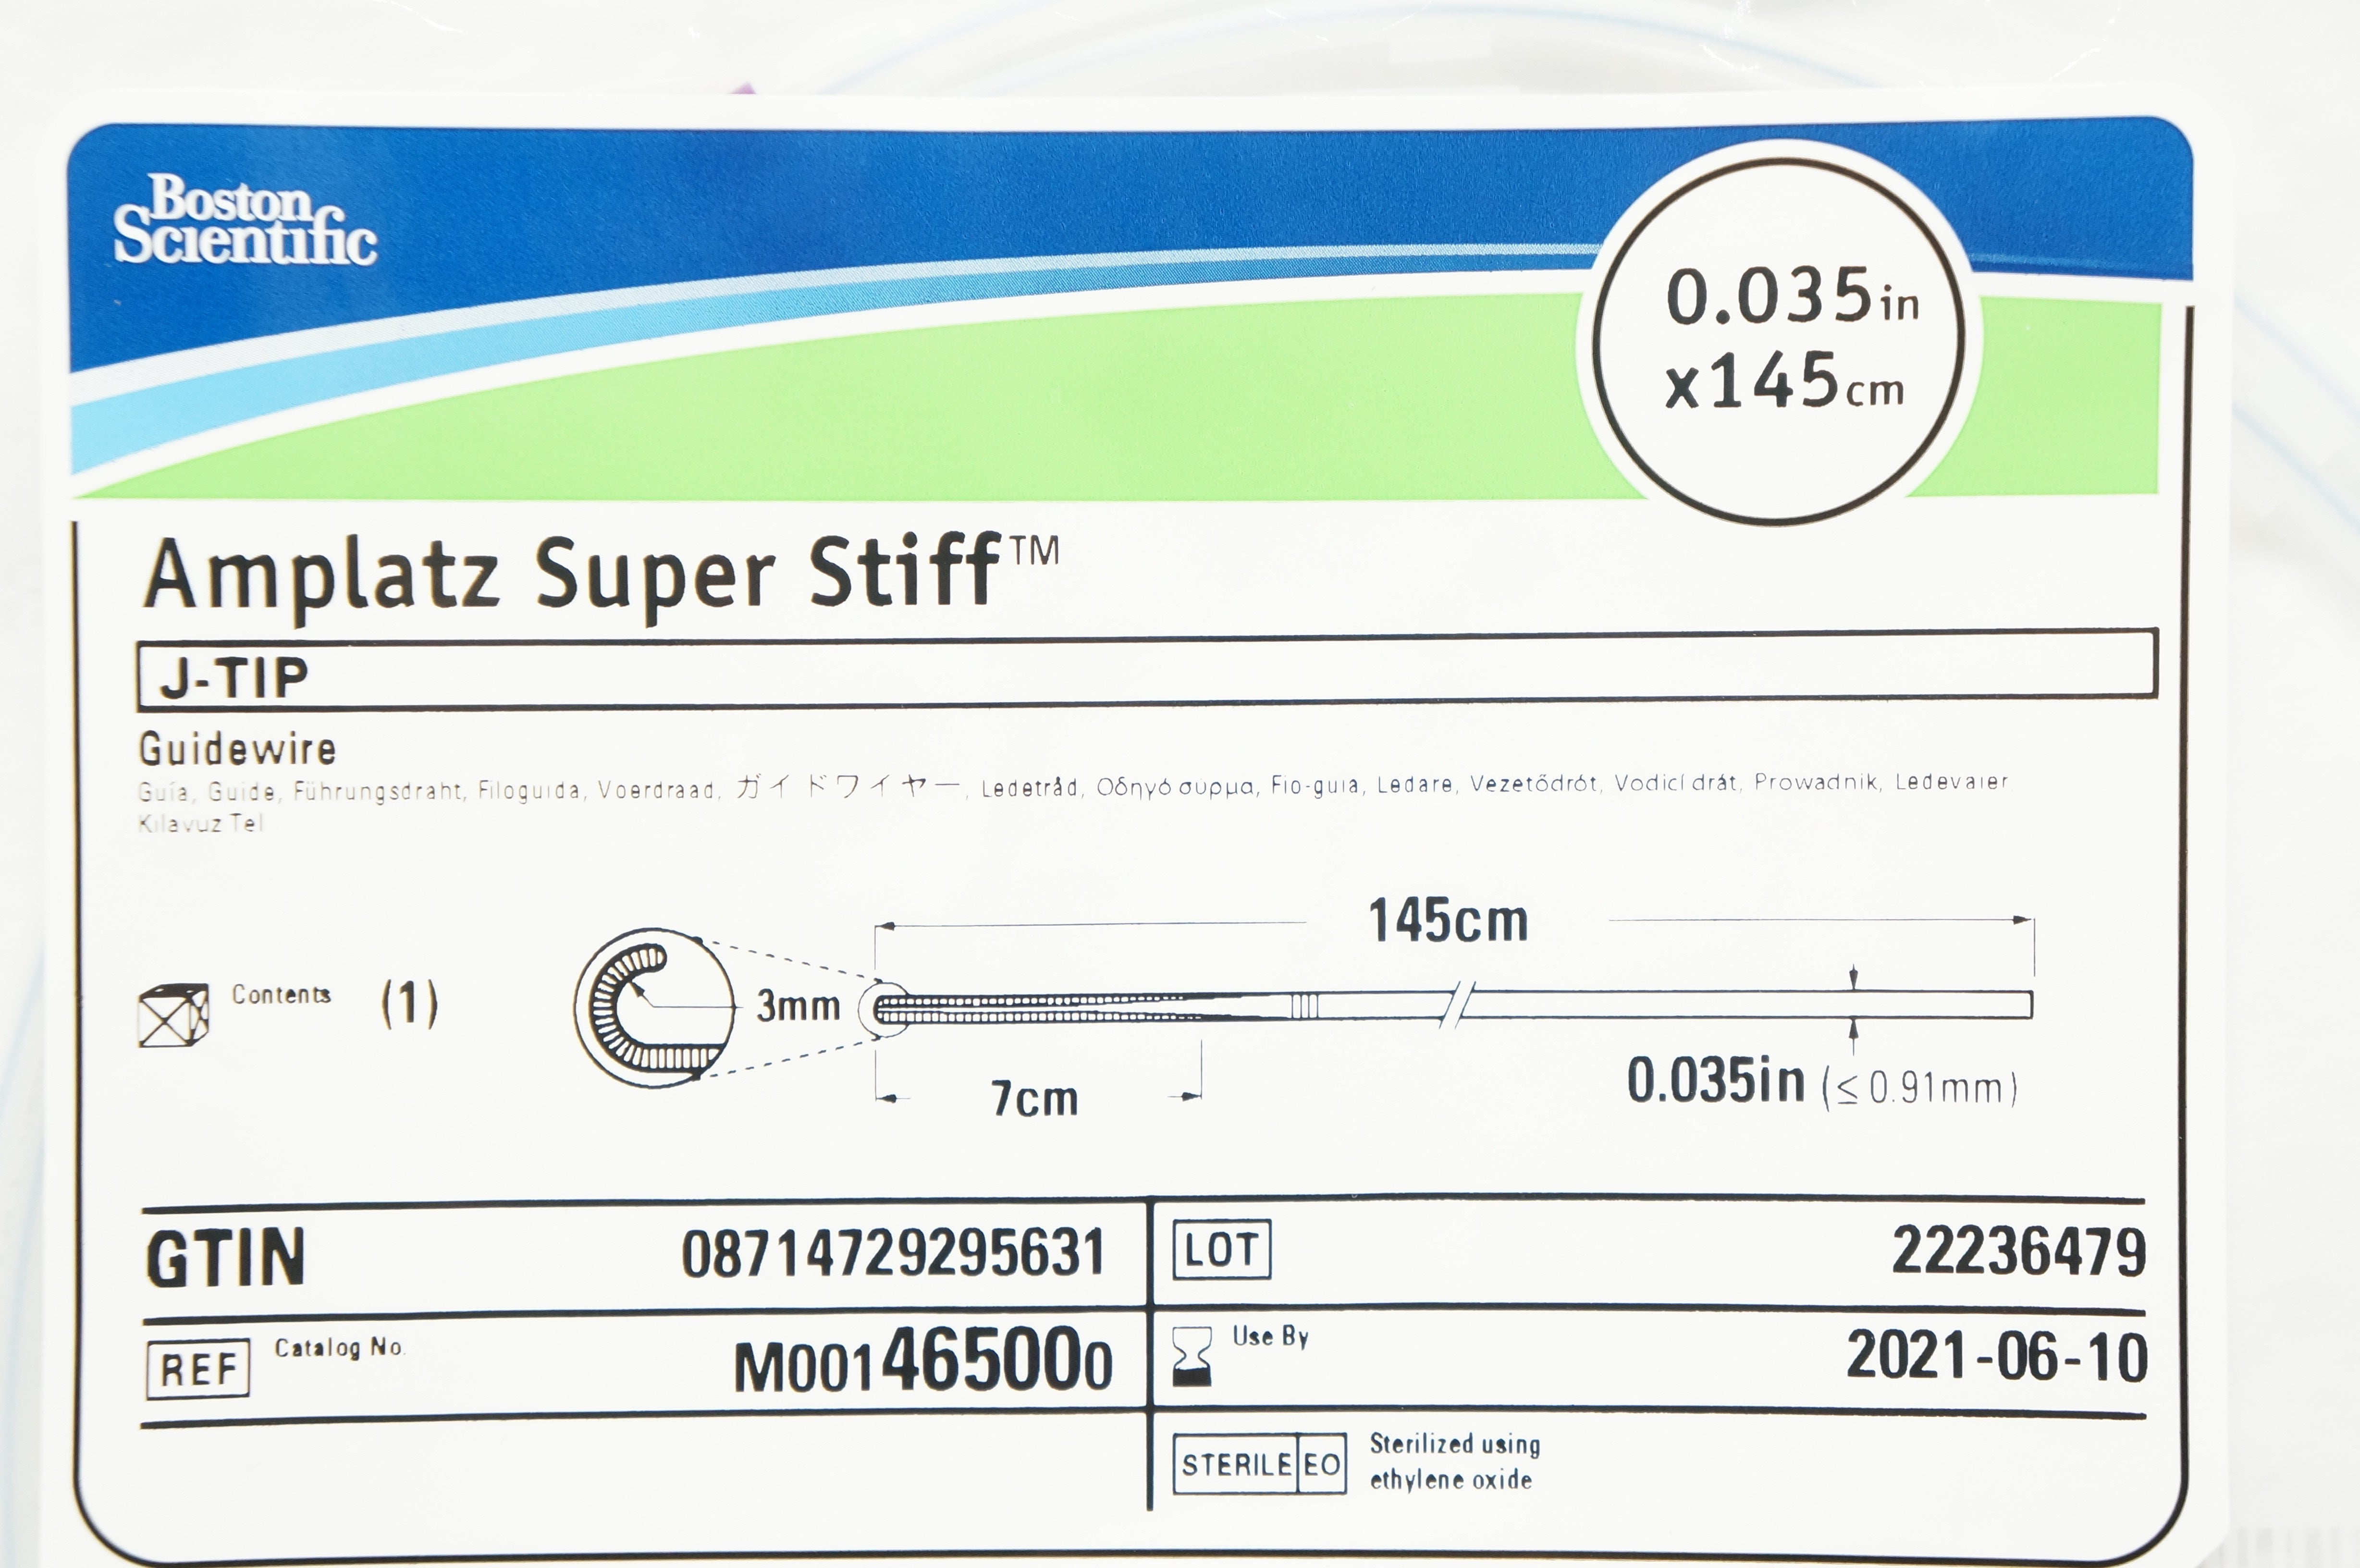 Boston
Scientific
0.035in
x145cm
Amplatz Super Stiff™
J-TIP
Guidewire
Guía, Guide, Führungsdraht, Filoguida, Voerdraad, ガイドワイヤー, Ledetråd, Οδηγό συρμα, Fio-guia, Ledare, Vezetődrót, Vodicí drát, Prowadnik, Ledevaier
Kılavuz Tel
145cm
Contents (1)
3mm
7cm
0.035in (≤ 0.91mm)
GTIN 08714729295631
LOT 22236479
REF Catalog No. M001465000
Use By 2021-06-10
STERILE EO Sterilized using
ethylene oxide